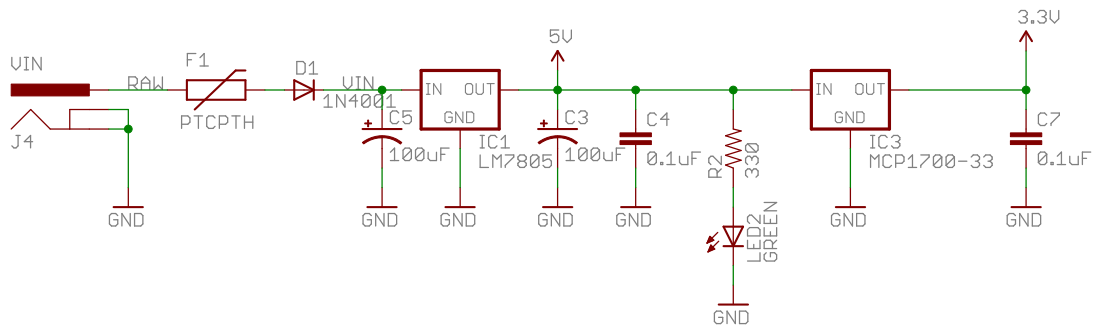 VIN
RAW
J4
F1
PTCPTH
D1
1N4001
VIN
C5
100uF
IN OUT
GND
IC1
LM7805
5V
C3
100uF
C4
0.1uF
R2
330
LED2
GREEN
IN OUT
GND
IC3
MCP1700-33
3.3V
C7
0.1uF
GND
GND
GND
GND
GND
GND
GND
GND